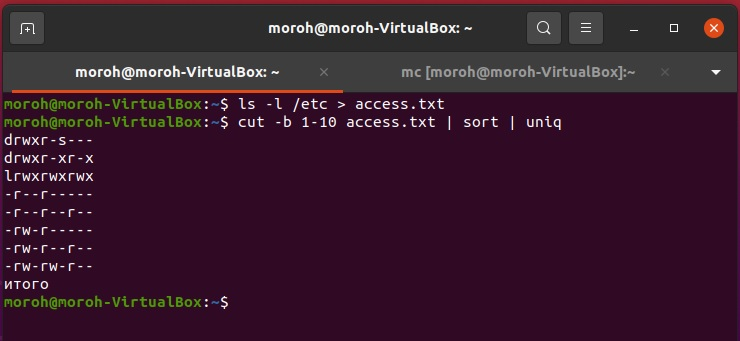 moroh@moroh-VirtualBox: ~
moroh@moroh-VirtualBox: ~ ×
mc [moroh@moroh-VirtualBox]:~ ×
moroh@moroh-VirtualBox:~$ ls -l /etc > access.txt
moroh@moroh-VirtualBox:~$ cut -b 1-10 access.txt | sort | uniq
drwxr-s---
drwxr-xr-x
lrwxrwxrwx
-r--r-----
-r--r--r--
-rw-r-----
-rw-r--r--
-rw-rw-r--
итого
moroh@moroh-VirtualBox:~$